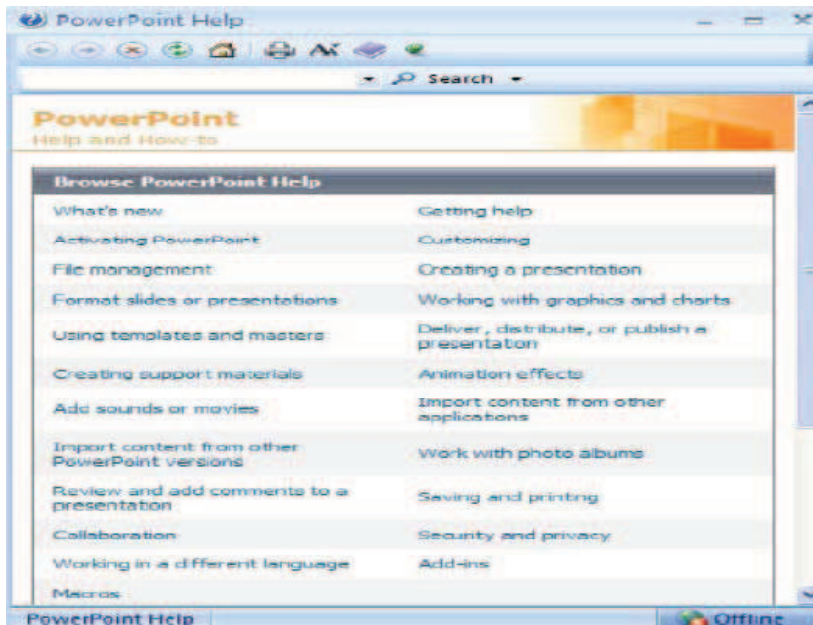 PowerPoint Help
Search
PowerPoint
Help and How-to
Browse PowerPoint Help
What's new
Getting help
Activating PowerPoint
Customizing
File management
Creating a presentation
Format slides or presentations
Working with graphics and charts
Using templates and masters
Deliver, distribute, or publish a
presentation
Creating support materials
Animation effects
Add sounds or movies
Import content from other
applications
Import content from other
PowerPoint versions
Work with photo albums
Review and add comments to a
presentation
Saving and printing
Collaboration
Security and privacy
Working in a different language
Add-ins
Macros
PowerPoint Help
Offline